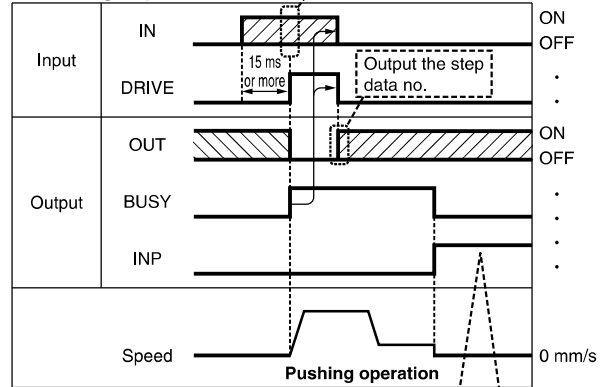 IN
ON
OFF
Input
15 ms
or more
Output the step
data no.
DRIVE
OUT
ON
OFF
Output
BUSY
INP
Speed
0 mm/s
Pushing operation